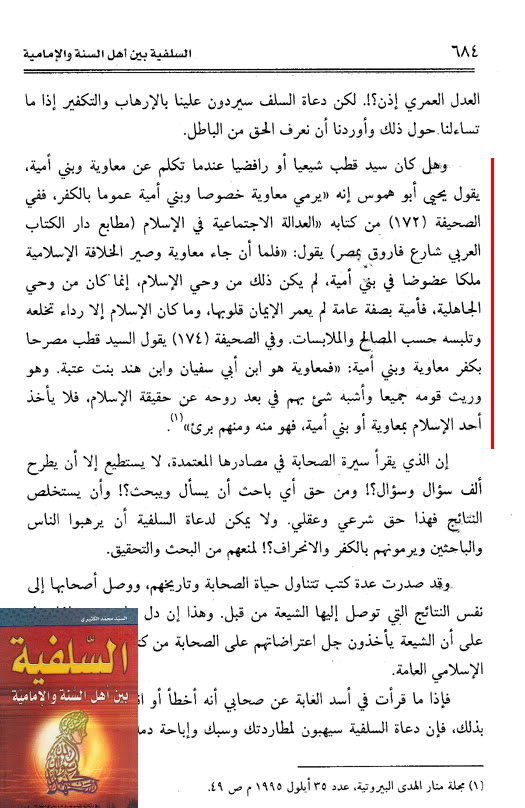 السلفية بين أهل السنة والإمامية
٦٨٤
العدل العمري إذن؟!. لكن دعاة السلف سيردون علينا بالإرهاب والتكفير إذا ما
تساءلنا حول ذلك وأوردنا أن نعرف الحق من الباطل.
وهل كان سيد قطب شيعيا أو رافضيا عندما تكلم عن معاوية وبني أمية،
يقول يحيى أبو هموس إنه «يرمي معاوية خصوصا وبني أمية عموما بالكفر، ففي
الصحيفة (١٧٢) من كتابه «العدالة الاجتماعية في الإسلام (مطابع دار الكتاب
العربي شارع فاروق بمصر) يقول: «فلما أن جاء معاوية وصير الخلافة الإسلامية
ملكا عضوضا في بني أمية، لم يكن ذلك من وحي الإسلام، إنما كان من وحي
الجاهلية، فأمية بصفة عامة لم يعمر الإيمان قلوبها، وما كان الإسلام إلا رداء تخلعه
وتلبسه حسب المصالح والملابسات. وفي الصحيفة (١٧٤) يقول السيد قطب مصرحا
بكفر معاوية وبني أمية: «فمعاوية هو ابن أبي سفيان وابن هند بنت عتبة. وهو
وريث قومه جميعا وأشبه شئ بهم في بعد روحه عن حقيقة الإسلام، فلا يأخذ
أحد الإسلام بمعاوية أو بني أمية، فهو منه ومنهم برئ»(١).
إن الذي يقرأ سيرة الصحابة في مصادرها المعتمدة، لا يستطيع إلا أن يطرح
ألف سؤال وسؤال؟! ومن حق أي باحث أن يسأل ويبحث؟! وأن يستخلص
النتائج فهذا حق شرعي وعقلي. ولا يمكن لدعاة السلفية أن يرهبوا الناس
والباحثين ويرمونهم بالكفر والانحراف؟! لمنعهم من البحث والتحقيق.
وقد صدرت عدة كتب تتناول حياة الصحابة وتاريخهم، ووصل أصحابها إلى
نفس النتائج التي توصل إليها الشيعة من قبل. وهذا إن دل
على أن الشيعة يأخذون جل اعتراضاتهم على الصحابة من
الإسلامي العامة.
فإذا ما قرأت في أسد الغابة عن صحابي أنه أخطأ أو
بذلك، فإن دعاة السلفية سيهبون لمطاردتك وسبك وإباحة
(١) مجلة منار الهدى البيروتية، عدد ٣٥ أيلول ١٩٩٥ م ص ٤٩.
السيد محمد الكثيري
السلفية
بين أهل السنة والإمامية